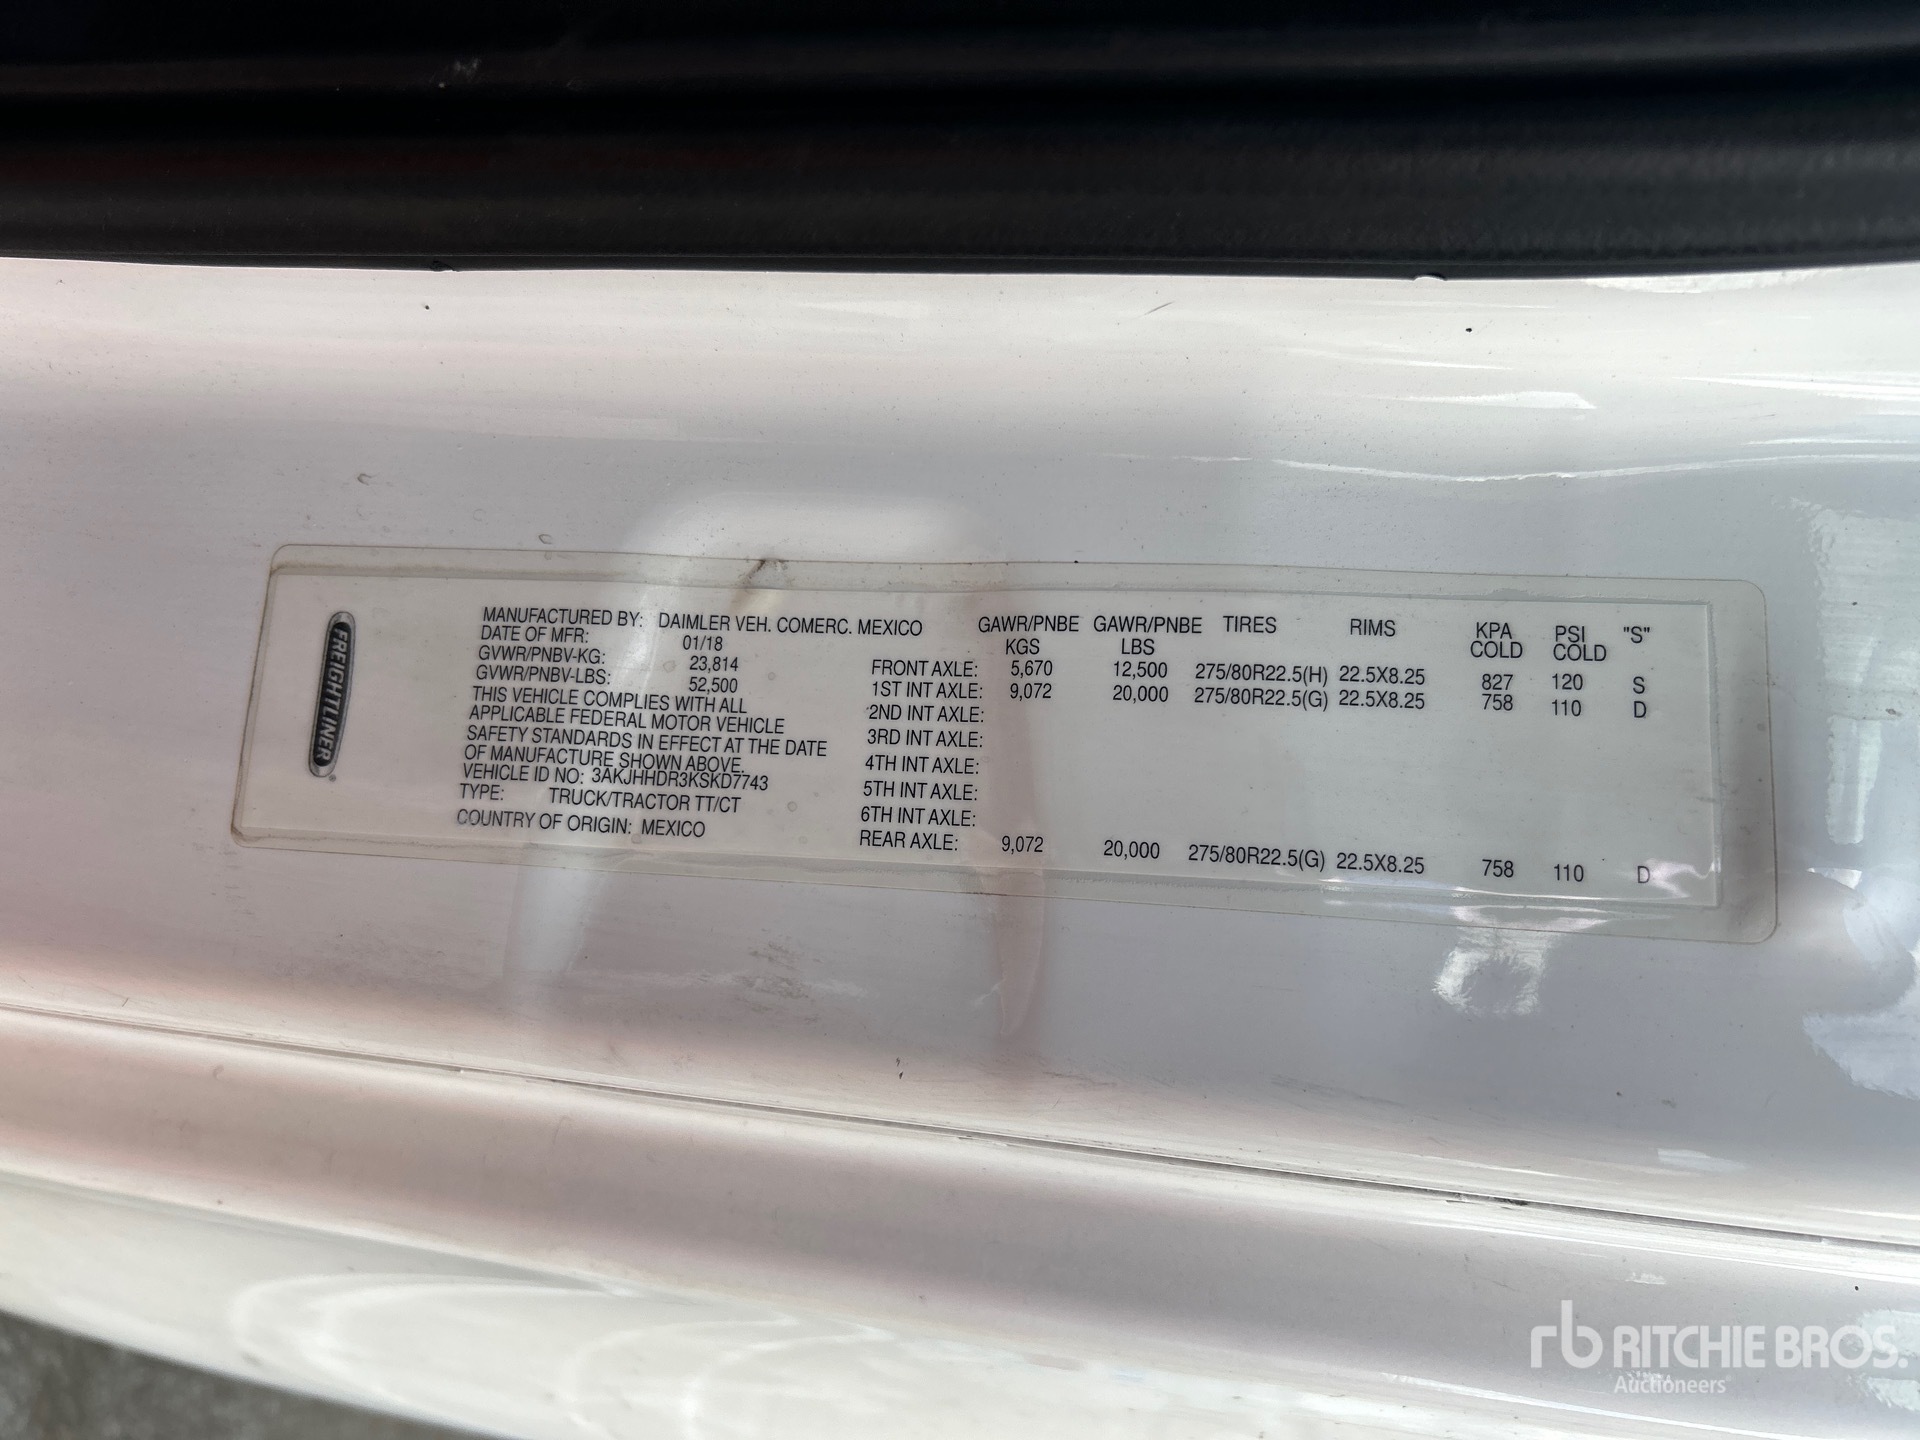 FREIGHTLINER
MANUFACTURED BY: DAIMLER VEH. COMERC. MEXICO
DATE OF MFR: 01/18
GVWR/PNBV-KG: 23,814
GVWR/PNBV-LBS: 52,500
THIS VEHICLE COMPLIES WITH ALL
APPLICABLE FEDERAL MOTOR VEHICLE
SAFETY STANDARDS IN EFFECT AT THE DATE
OF MANUFACTURE SHOWN ABOVE.
VEHICLE ID NO: 3AKJHHDR3KSKD7743
TYPE: TRUCK/TRACTOR TT/CT
COUNTRY OF ORIGIN: MEXICO
GAWR/PNBE GAWR/PNBE TIRES RIMS KPA PSI "S"
KGS LBS COLD COLD
FRONT AXLE: 5,670 12,500 275/80R22.5(H) 22.5X8.25 827 120 S
1ST INT AXLE: 9,072 20,000 275/80R22.5(G) 22.5X8.25 758 110 D
2ND INT AXLE:
3RD INT AXLE:
4TH INT AXLE:
5TH INT AXLE:
6TH INT AXLE:
REAR AXLE: 9,072 20,000 275/80R22.5(G) 22.5X8.25 758 110 D
rb RITCHIE BROS.
Auctioneers